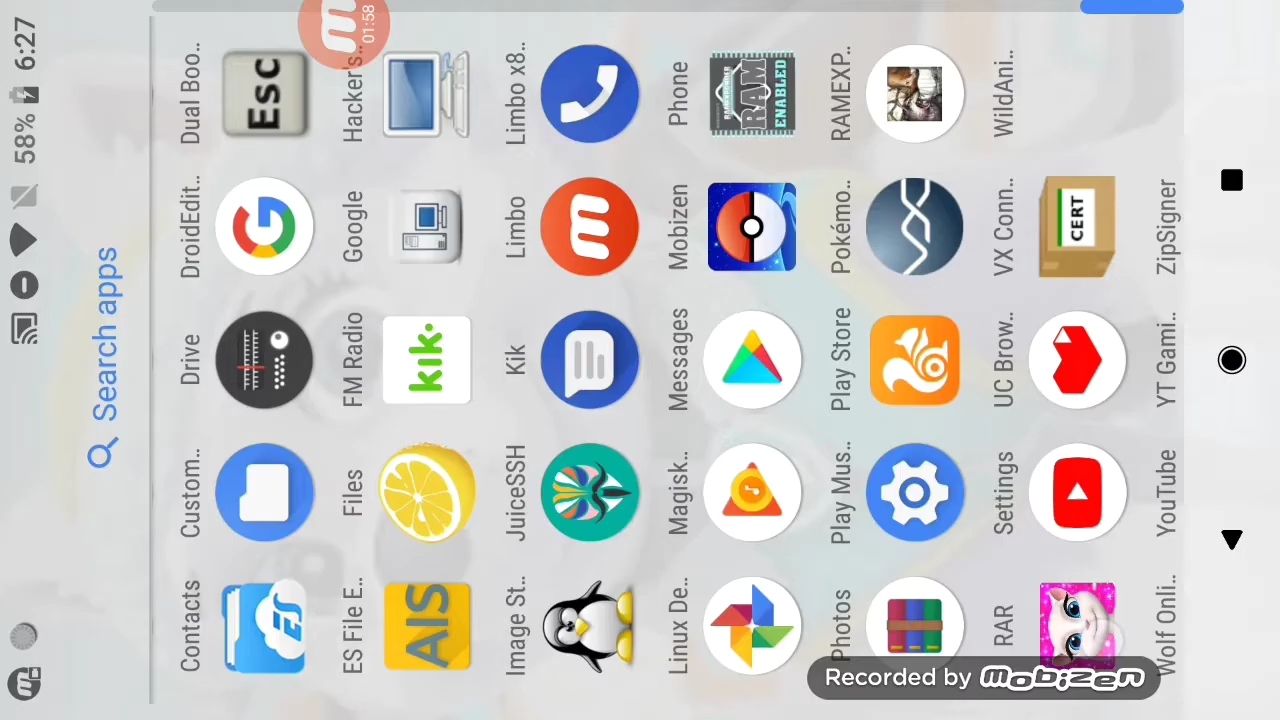 58% 6:27
Search apps
Contacts Custom.. Drive DroidEdit.. Dual Boo..
ES G Esc
01:58
ES File E.. Files FM Radio Google Hacker's..
AIS kik
Image St.. JuiceSSH Kik Limbo Limbo x8..
Linux De.. Magisk.. Messages Mobizen Phone
RAM
ENABLED
Photos Play Mus.. Play Store Pokémo.. RAMEXP..
RAR Settings UC Brow.. VX Conn.. WildAni..
CERT
Wolf Onli.. YouTube YT Gami.. ZipSigner
Recorded by mobizen